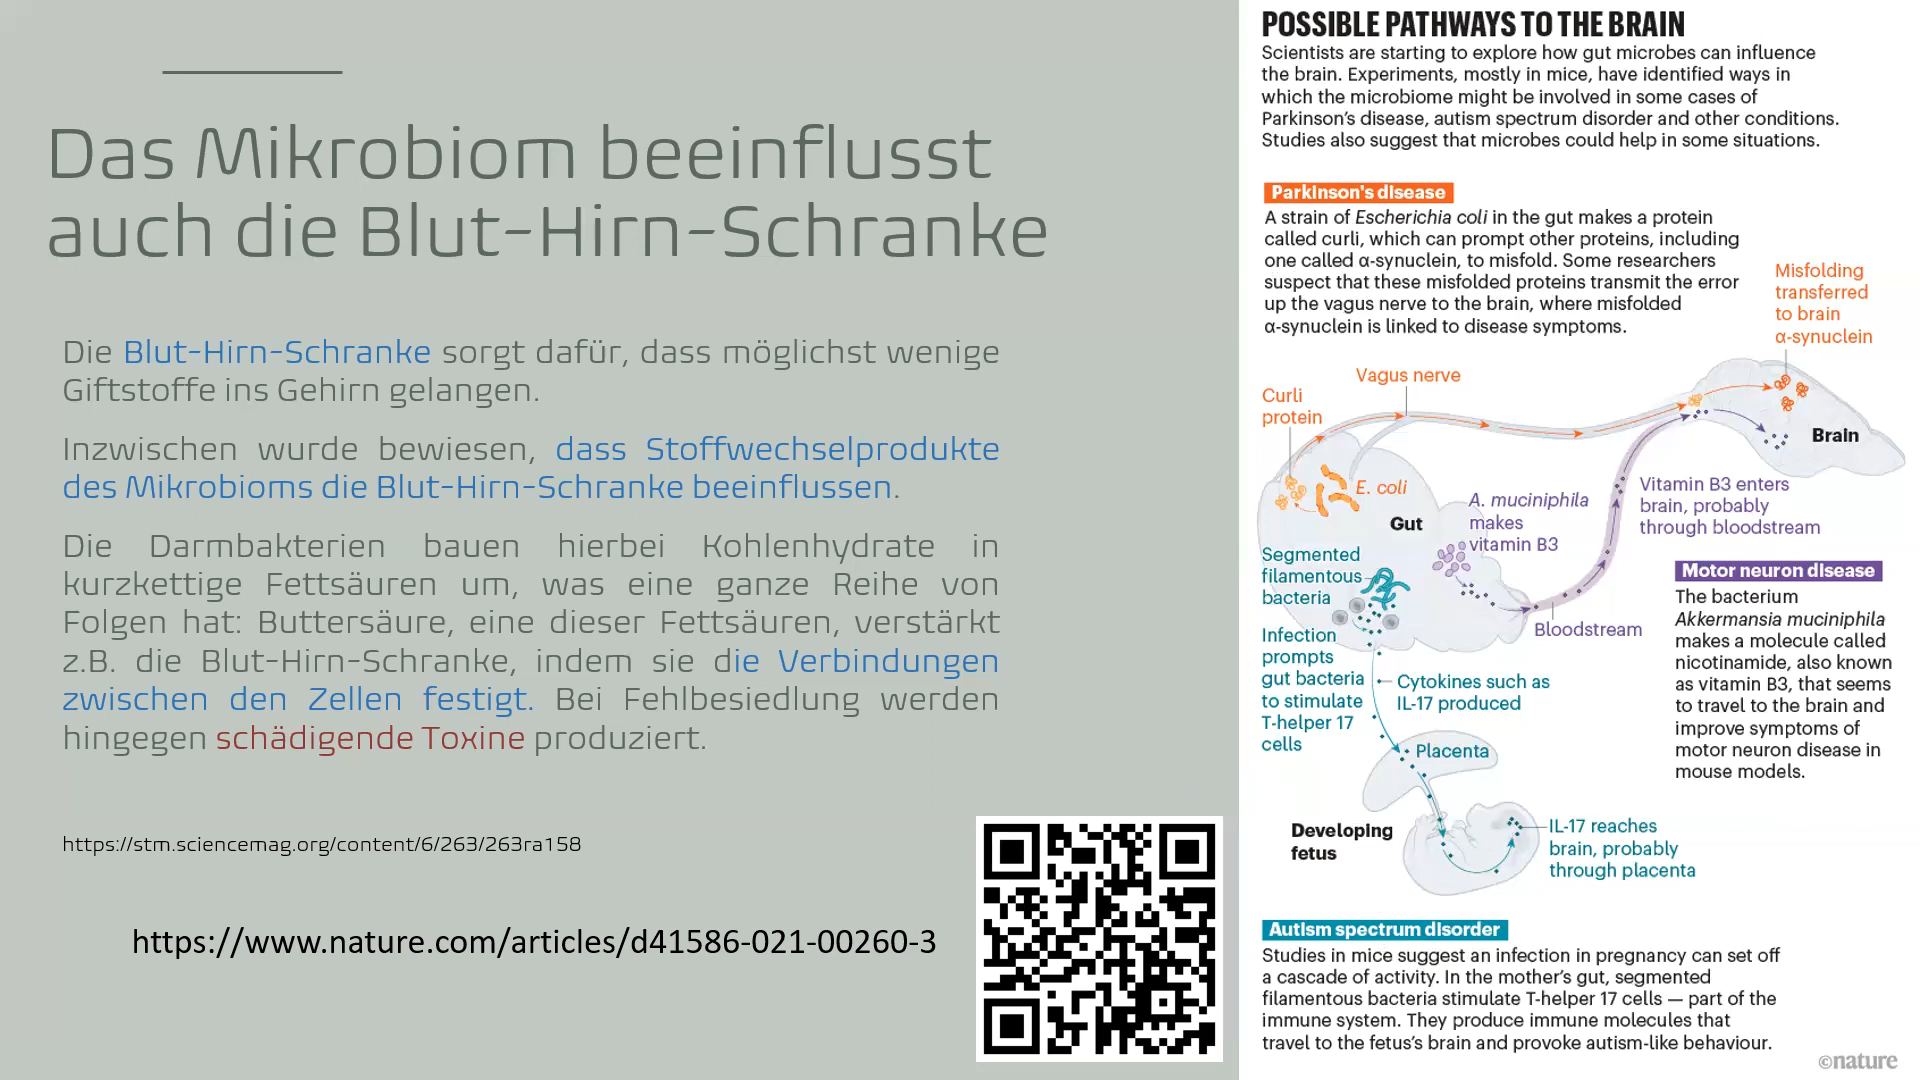 Das Mikrobiom beeinflusst
auch die Blut-Hirn-Schranke
Die Blut-Hirn-Schranke sorgt dafür, dass möglichst wenige
Giftstoffe ins Gehirn gelangen.
Inzwischen wurde bewiesen, dass Stoffwechselprodukte
des Mikrobioms die Blut-Hirn-Schranke beeinflussen.
Die Darmbakterien bauen hierbei Kohlenhydrate in
kurzkettige Fettsäuren um, was eine ganze Reihe von
Folgen hat: Buttersäure, eine dieser Fettsäuren, verstärkt
z.B. die Blut-Hirn-Schranke, indem sie die Verbindungen
zwischen den Zellen festigt. Bei Fehlbesiedlung werden
hingegen schädigende Toxine produziert.
https://stm.sciencemag.org/content/6/263/263ra158
https://www.nature.com/articles/d41586-021-00260-3
POSSIBLE PATHWAYS TO THE BRAIN
Scientists are starting to explore how gut microbes can influence
the brain. Experiments, mostly in mice, have identified ways in
which the microbiome might be involved in some cases of
Parkinson's disease, autism spectrum disorder and other conditions.
Studies also suggest that microbes could help in some situations.
Parkinson's disease
A strain of Escherichia coli in the gut makes a protein
called curli, which can prompt other proteins, including
one called α-synuclein, to misfold. Some researchers
suspect that these misfolded proteins transmit the error
up the vagus nerve to the brain, where misfolded
α-synuclein is linked to disease symptoms.
Misfolding
transferred
to brain
α-synuclein
Vagus nerve
Curli
protein
Brain
E. coli
Gut
A. muciniphila
makes
vitamin B3
Vitamin B3 enters
brain, probably
through bloodstream
Segmented
filamentous
bacteria
Bloodstream
Motor neuron disease
The bacterium
Akkermansia muciniphila
makes a molecule called
nicotinamide, also known
as vitamin B3, that seems
to travel to the brain and
improve symptoms of
motor neuron disease in
mouse models.
Infection
prompts
gut bacteria
to stimulate
T-helper 17
cells
Cytokines such as
IL-17 produced
Placenta
Developing
fetus
IL-17 reaches
brain, probably
through placenta
Autism spectrum disorder
Studies in mice suggest an infection in pregnancy can set off
a cascade of activity. In the mother's gut, segmented
filamentous bacteria stimulate T-helper 17 cells — part of the
immune system. They produce immune molecules that
travel to the fetus's brain and provoke autism-like behaviour.
©nature